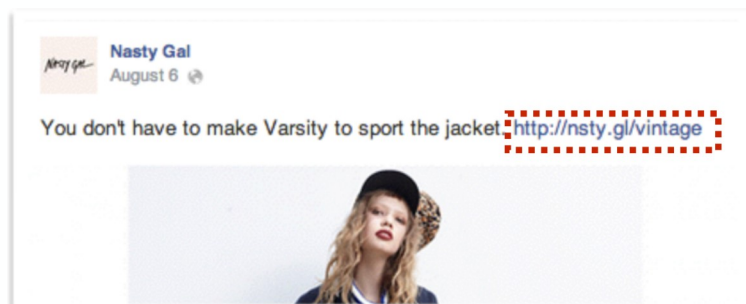 Nasty Gal
Nasty Gal
August 6
You don't have to make Varsity to sport the jacket. http://nsty.gl/vintage